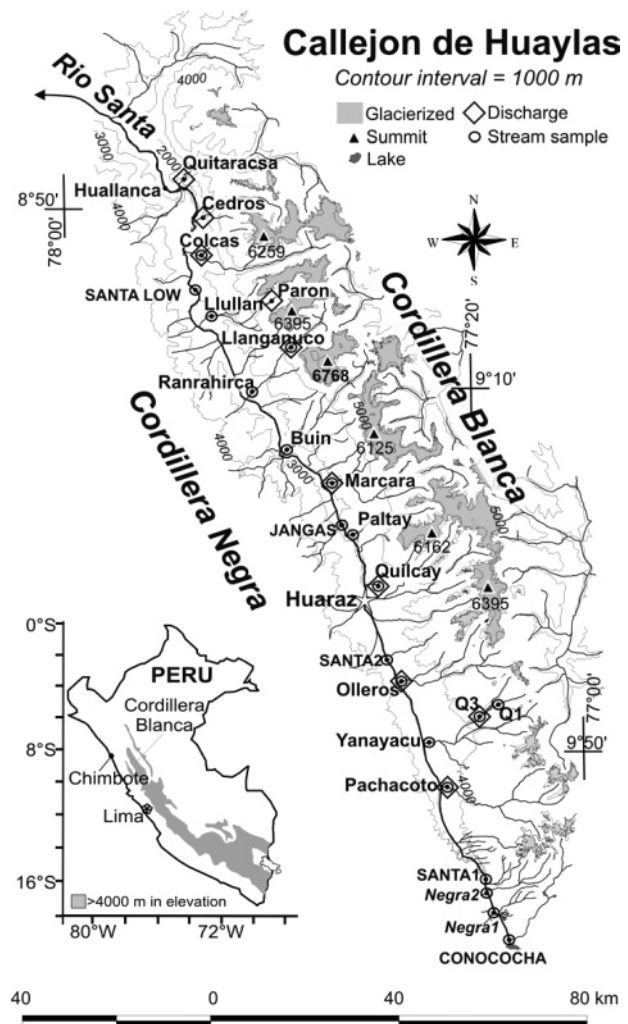 Callejon de Huaylas
Contour interval = 1000 m
Glacierized
Discharge
Summit
Stream sample
Lake
Rio Santa
4000
3000
2000
Quitaracsa
Huallanca
8°50'
78°00'
4000
Cedros
Colcas
6259
N
W E
S
SANTA LOW
Llullan
Paron
6395
Llanganuco
6768
Cordillera Blanca
77°20'
9°10'
Ranrahirca
Cordillera Negra
4000
5000
6125
Buin
3000
Marcara
5000
JANGAS
Paltay
6162
Quilcay
Huaraz
6395
SANTA2
Olleros
Q3
Q1
77°00'
9°50'
Yanayacu
Pachacoto
4000
SANTA1
Negra2
Negra1
CONOCOCHA
0°S
PERU
Cordillera
Blanca
8°S
Chimbote
Lima
16°S
>4000 m in elevation
80°W
72°W
40 0 40 80 km